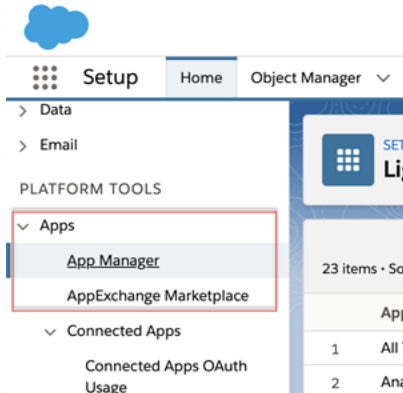 Setup Home Object Manager
Data
Email
PLATFORM TOOLS
Apps
App Manager
AppExchange Marketplace
Connected Apps
Connected Apps OAuth
Usage
23 items •
1 All
2